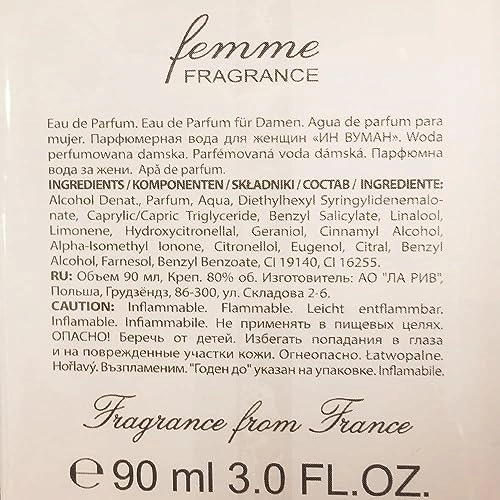 femme
FRAGRANCE
Eau de Parfum. Eau de Parfum für Damen. Agua de parfum para
mujer. Парфюмерная вода для женщин «ИН ВУМАН». Woda
perfumowana damska. Parfémovaná voda dámská. Парфюмна
вода за жени. Apă de parfum.
INGREDIENTS / KOMPONENTEN / SKŁADNIKI / СОСТАВ / INGREDIENTE:
Alcohol Denat., Parfum, Aqua, Diethylhexyl Syringylidenemalo-
nate, Caprylic/Capric Triglyceride, Benzyl Salicylate, Linalool,
Limonene, Hydroxycitronellal, Geraniol, Cinnamyl Alcohol,
Alpha-Isomethyl Ionone, Citronellol, Eugenol, Citral, Benzyl
Alcohol, Farnesol, Benzyl Benzoate, CI 19140, CI 16255.
RU: Объем 90 мл, Креп. 80% об. Изготовитель: АО "ЛА РИВ",
Польша, Грудзёндз, 86-300, ул. Складова 2-6.
CAUTION: Inflammable. Flammable. Leicht entflammbar.
Inflamable. Inflammabile. Не применять в пищевых целях.
ОПАСНО! Беречь от детей. Избегать попадания в глаза
и на поврежденные участки кожи. Огнеопасно. Łatwopalne.
Hořlavý. Възпламеним. "Годен до" указан на упаковке. Inflamabile.
Fragrance from France
℮ 90 ml 3.0 FL.OZ.